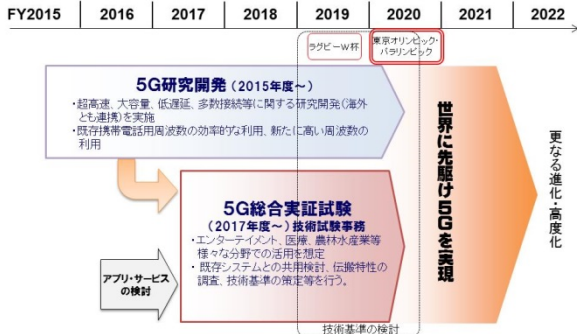 FY2015 2016 2017 2018 2019 2020 2021 2022
ラグビーW杯
東京オリンピック・
パラリンピック
5G研究開発(2015年度～)
・超高速、大容量、低遅延、多数接続等に関する研究開発(海外
とも連携)を実施
・既存携帯電話用周波数の効率的な利用、新たに高い周波数の
利用
5G総合実証試験
(2017年度～)技術試験事務
・エンターテイメント、医療、農林水産業等
様々な分野での活用を想定
・既存システムとの共用検討、伝搬特性の
調査、技術基準の策定等を行う。
アプリ・サービス
の検討
世界に先駆け5Gを実現
更なる進化・高度化
技術基準の検討